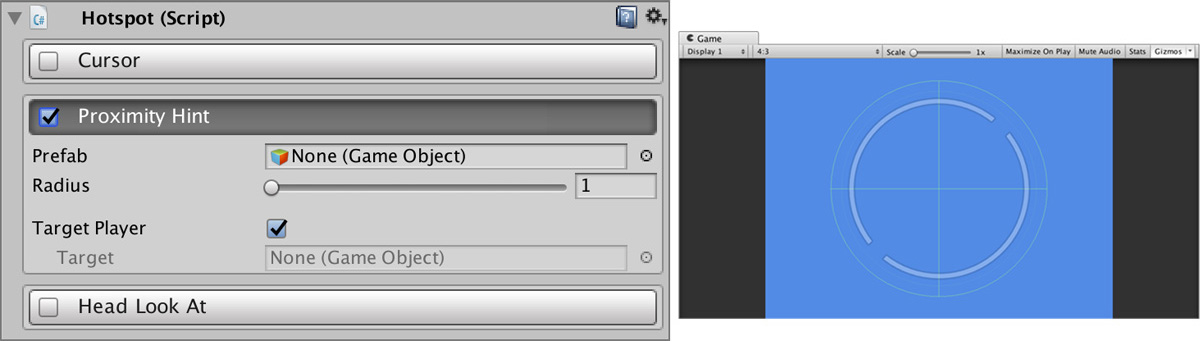 C# Hotspot (Script)
Cursor
Proximity Hint
Prefab None (Game Object)
Radius 1
Target Player
Target None (Game Object)
Head Look At
Game
Display 1 4:3 Scale 1x Maximize On Play Mute Audio Stats Gizmos